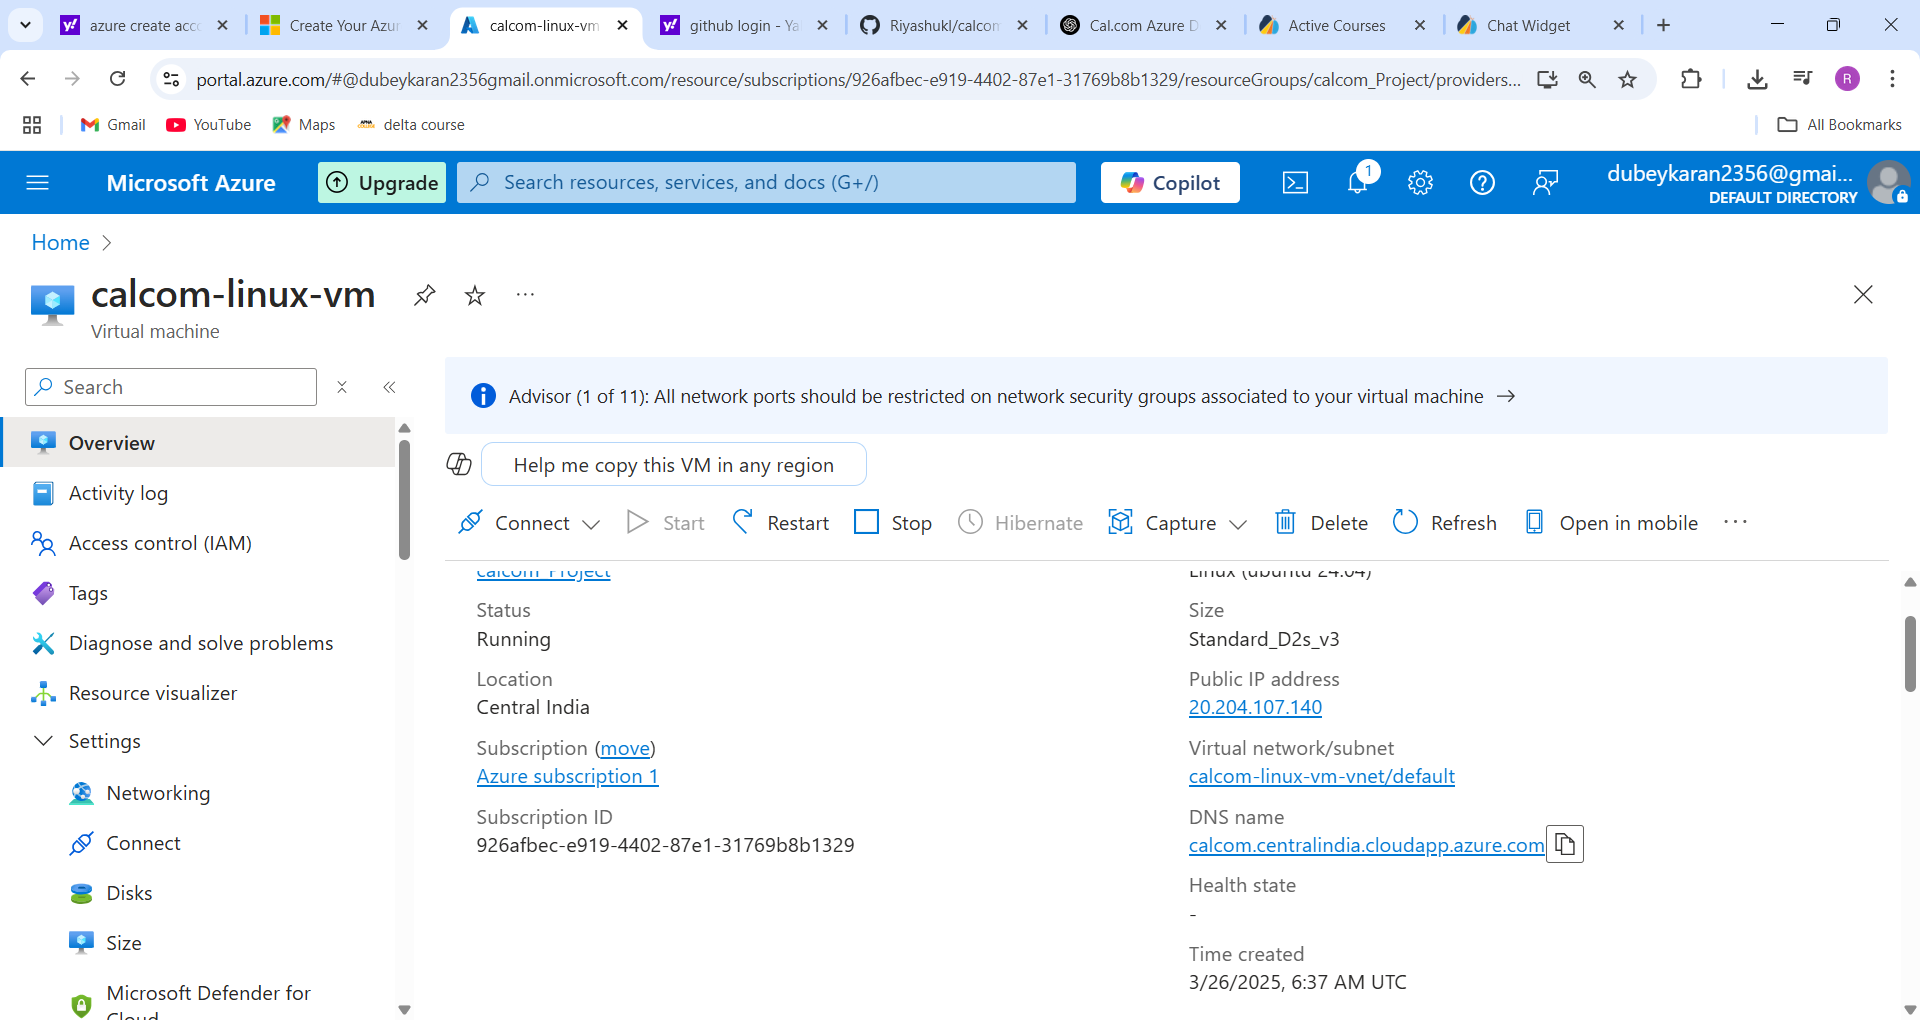 azure create acc
Create Your Azur
calcom-linux-vm
github login - Ya
Riyashukl/calcom
Cal.com Azure D
Active Courses
Chat Widget
portal.azure.com/#@dubeykaran2356gmail.onmicrosoft.com/resource/subscriptions/926afbec-e919-4402-87e1-31769b8b1329/resourceGroups/calcom_Project/providers...
R
Gmail
YouTube
Maps
delta course
All Bookmarks
Microsoft Azure
Upgrade
Search resources, services, and docs (G+/)
Copilot
1
dubeykaran2356@gmai...
DEFAULT DIRECTORY
Home
calcom-linux-vm
Virtual machine
Search
Advisor (1 of 11): All network ports should be restricted on network security groups associated to your virtual machine
Help me copy this VM in any region
Connect
Start
Restart
Stop
Hibernate
Capture
Delete
Refresh
Open in mobile
Overview
Activity log
Access control (IAM)
Tags
Diagnose and solve problems
Resource visualizer
Settings
Networking
Connect
Disks
Size
Microsoft Defender for
Cloud
calcom_Project
Status
Running
Location
Central India
Subscription (move)
Azure subscription 1
Subscription ID
926afbec-e919-4402-87e1-31769b8b1329
Linux (ubuntu 24.04)
Size
Standard_D2s_v3
Public IP address
20.204.107.140
Virtual network/subnet
calcom-linux-vm-vnet/default
DNS name
calcom.centralindia.cloudapp.azure.com
Health state
-
Time created
3/26/2025, 6:37 AM UTC